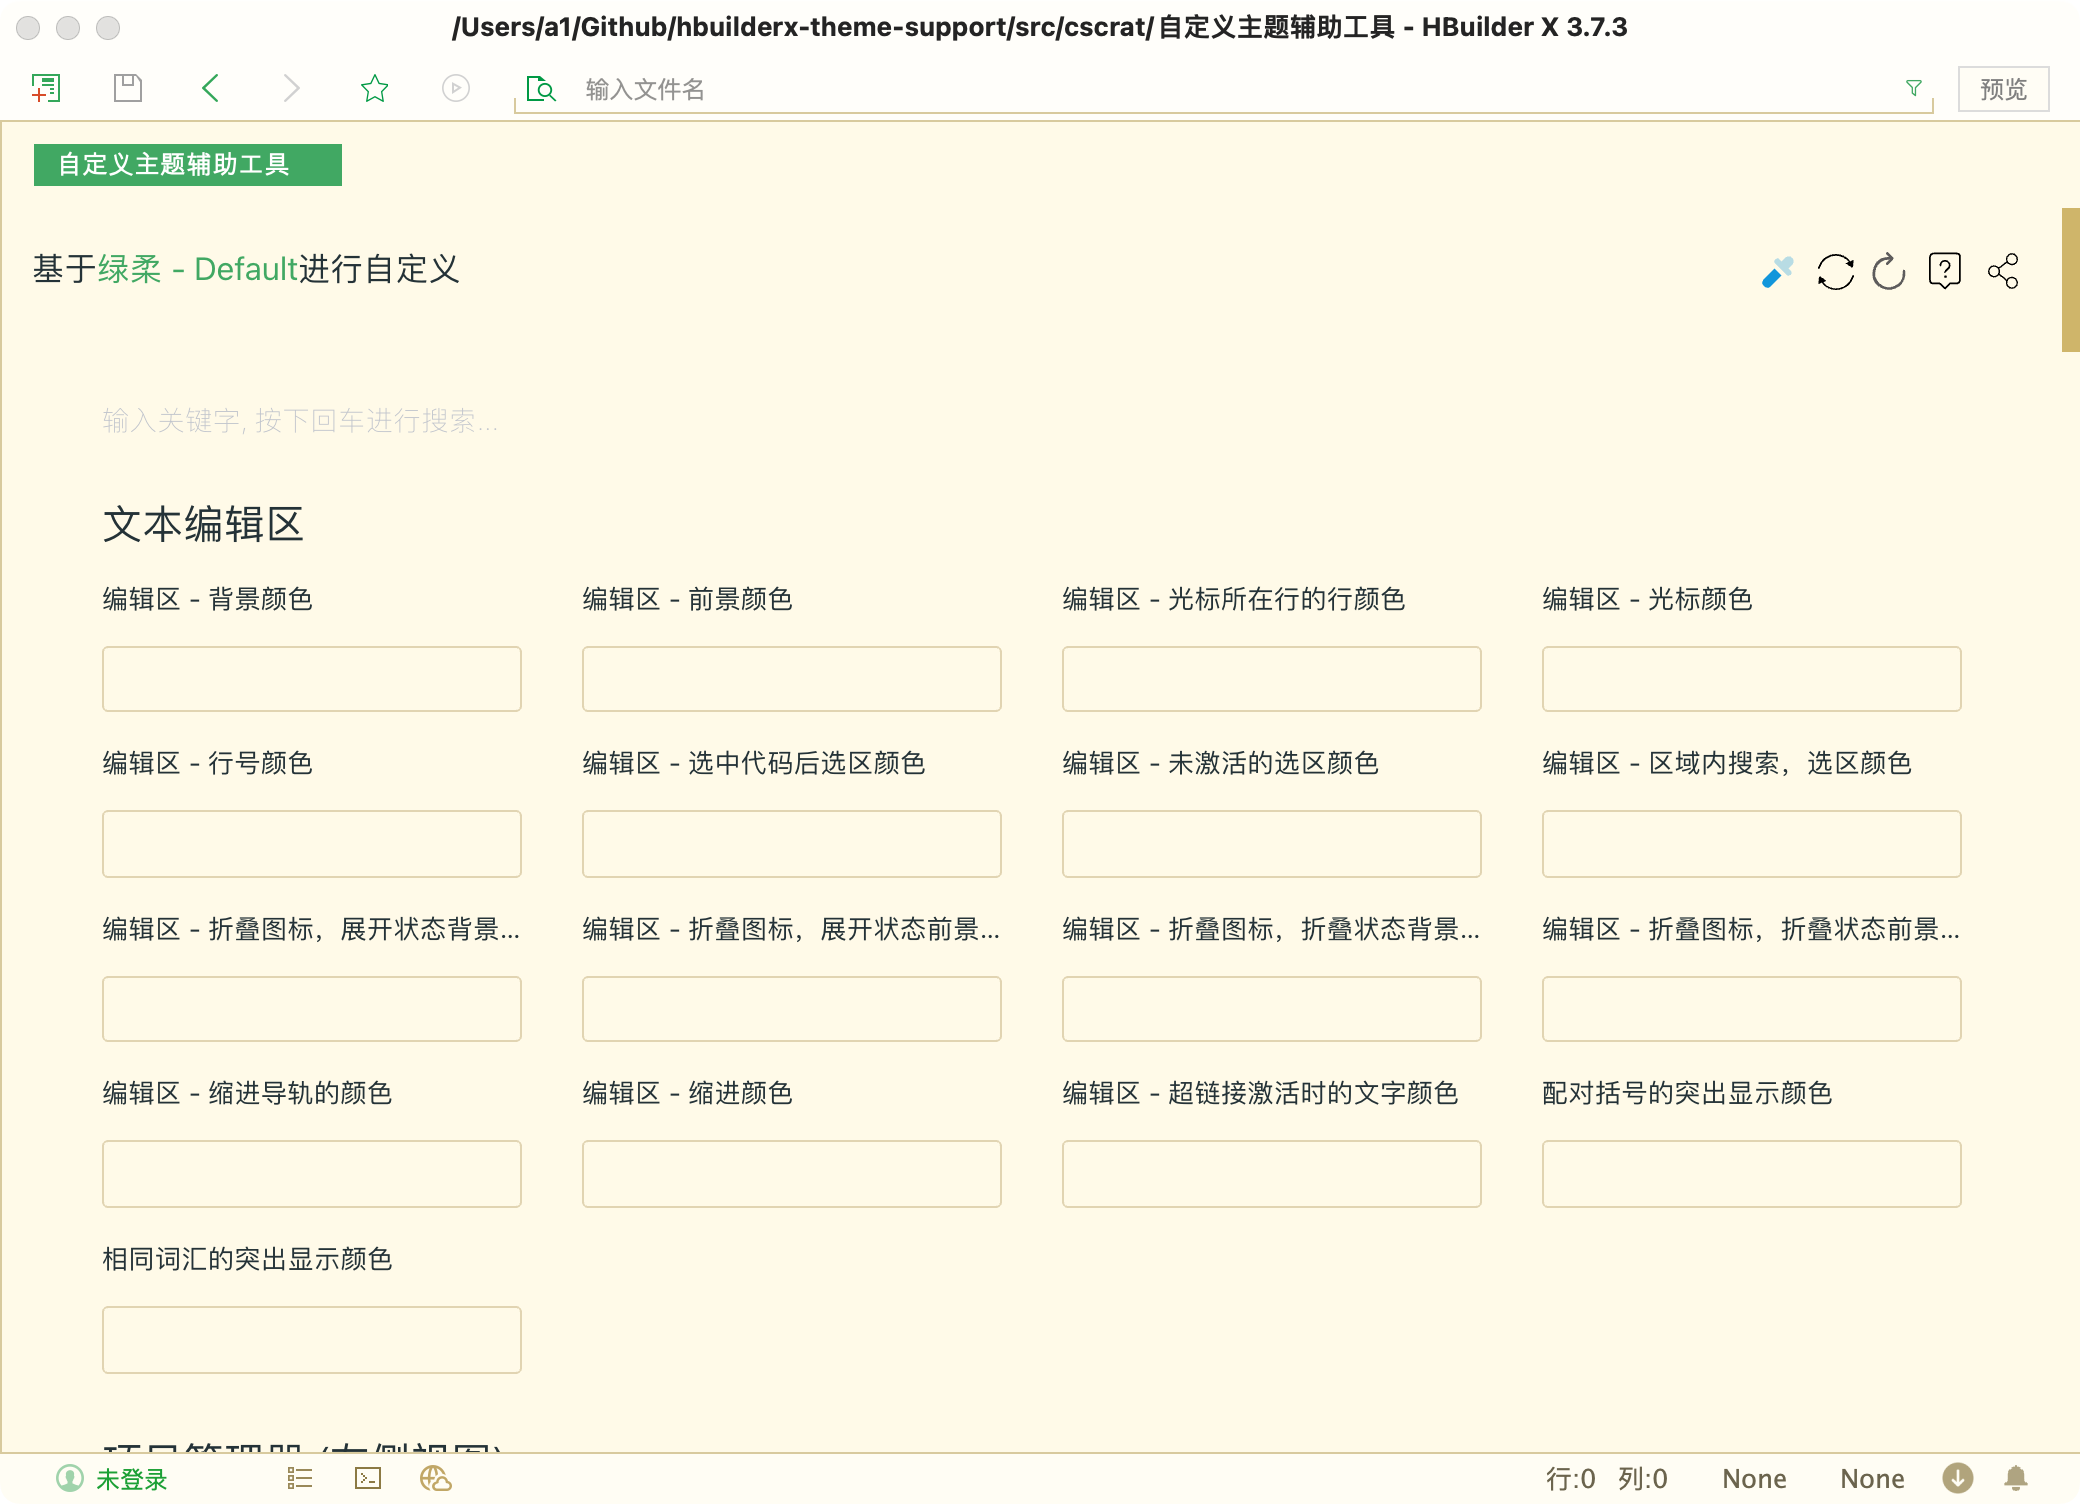 /Users/a1/Github/hbuilderx-theme-support/src/cscrat/自定义主题辅助工具 - HBuilder X 3.7.3
输入文件名
预览
自定义主题辅助工具
基于绿柔 - Default进行自定义
输入关键字, 按下回车进行搜索...
文本编辑区
编辑区 - 背景颜色
编辑区 - 前景颜色
编辑区 - 光标所在行的行颜色
编辑区 - 光标颜色
编辑区 - 行号颜色
编辑区 - 选中代码后选区颜色
编辑区 - 未激活的选区颜色
编辑区 - 区域内搜索，选区颜色
编辑区 - 折叠图标，展开状态背景...
编辑区 - 折叠图标，展开状态前景...
编辑区 - 折叠图标，折叠状态背景...
编辑区 - 折叠图标，折叠状态前景...
编辑区 - 缩进导轨的颜色
编辑区 - 缩进颜色
编辑区 - 超链接激活时的文字颜色
配对括号的突出显示颜色
相同词汇的突出显示颜色
未登录
行:0
列:0
None
None